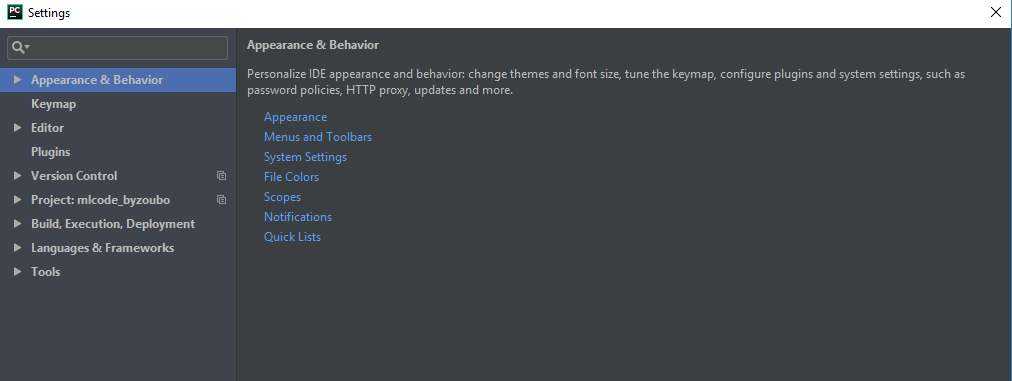 PC Settings
Appearance & Behavior
Keymap
Editor
Plugins
Version Control
Project: mlcode_byzoubo
Build, Execution, Deployment
Languages & Frameworks
Tools
Appearance & Behavior
Personalize IDE appearance and behavior: change themes and font size, tune the keymap, configure plugins and system settings, such as
password policies, HTTP proxy, updates and more.
Appearance
Menus and Toolbars
System Settings
File Colors
Scopes
Notifications
Quick Lists